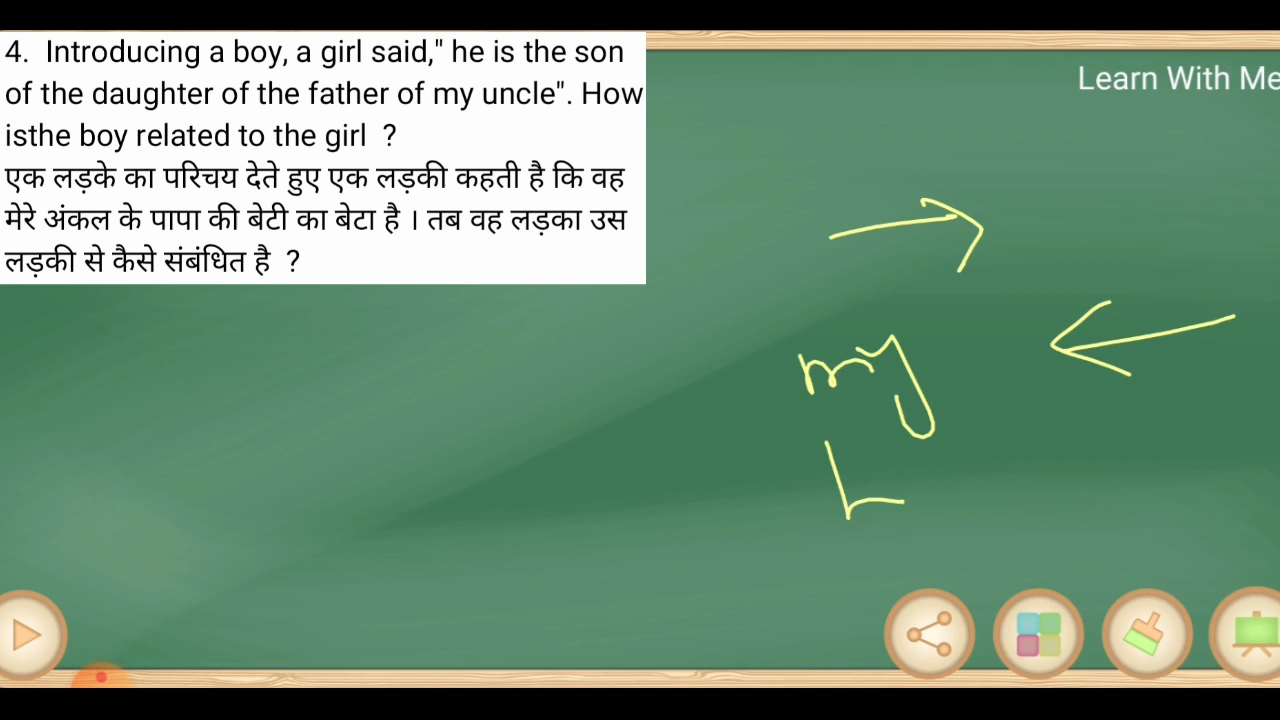 4. Introducing a boy, a girl said," he is the son
of the daughter of the father of my uncle". How
isthe boy related to the girl ?
एक लड़के का परिचय देते हुए एक लड़की कहती है कि वह
मेरे अंकल के पापा की बेटी का बेटा है । तब वह लड़का उस
लड़की से कैसे संबंधित है ?
Learn With Me
my
L